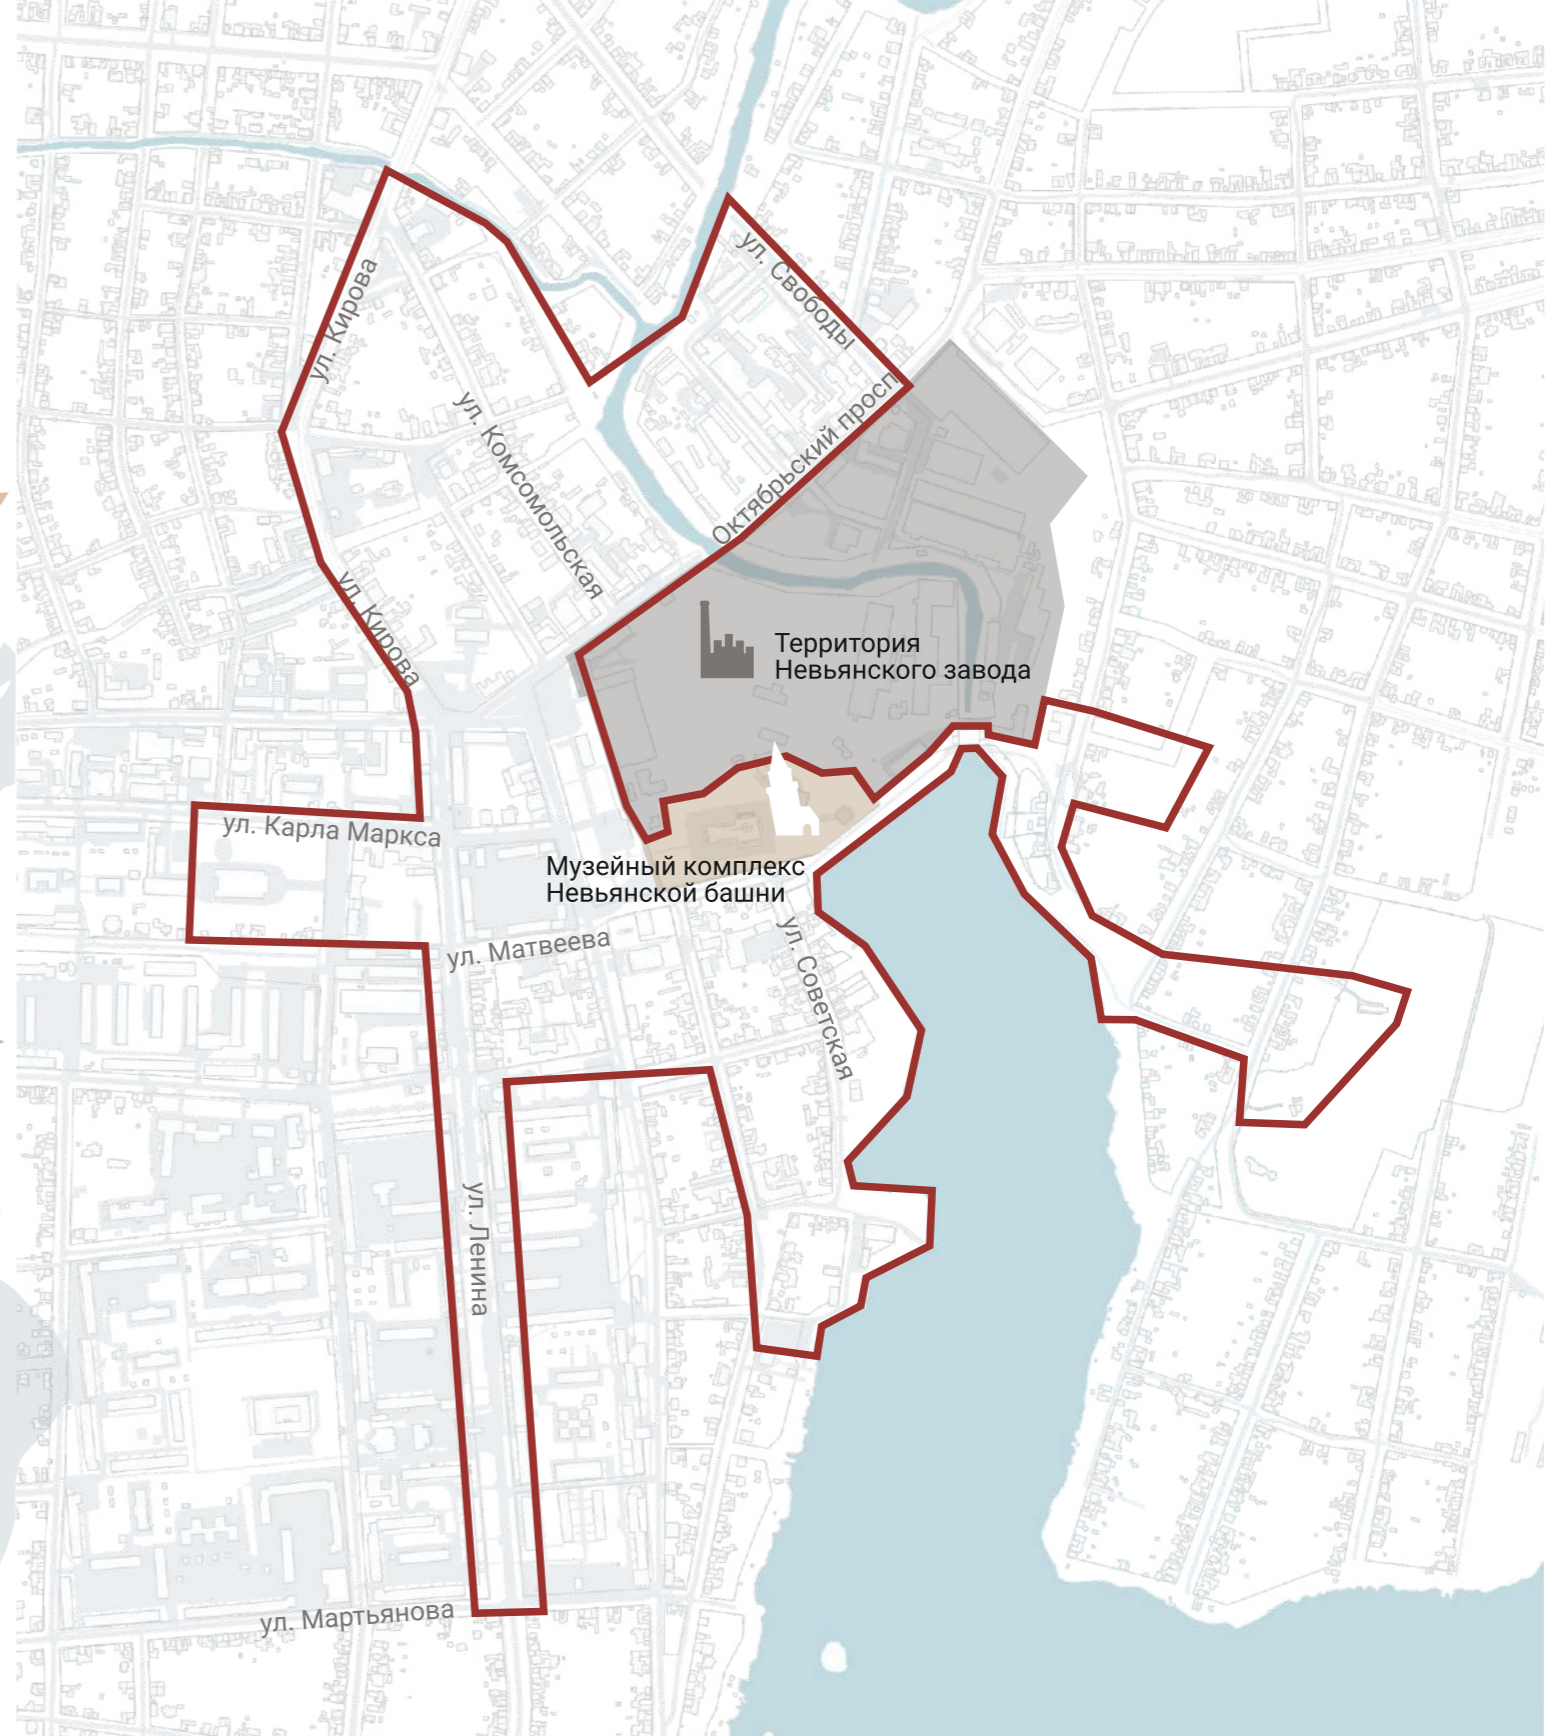 ул. Свободы
ул. Кирова
ул. Комсомольская
Октябрьский просп
ул. Кирова
Территория
Невьянского завода
ул. Карла Маркса
Музейный комплекс
Невьянской башни
ул. Матвеева
ул. Советская
ул. Ленина
ул. Мартьянова